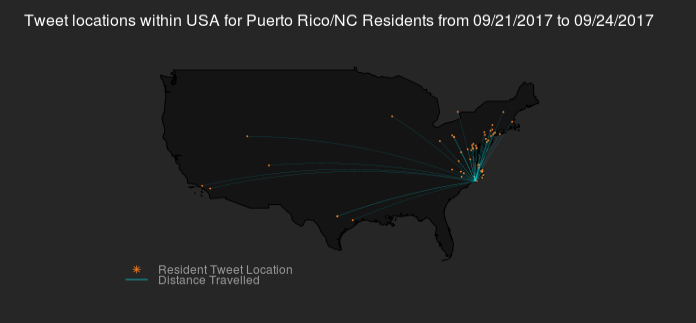 Tweet locations within USA for Puerto Rico/NC Residents from 09/21/2017 to 09/24/2017
Resident Tweet Location
Distance Travelled